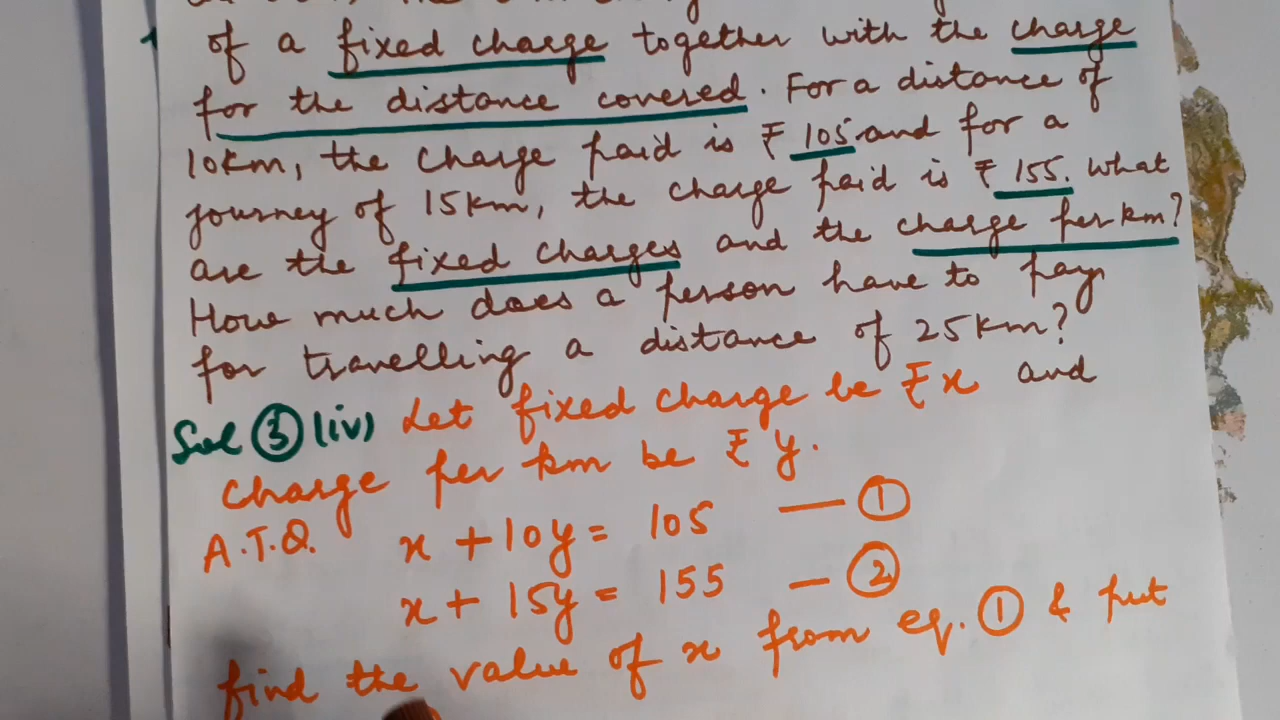 of a fixed charge together with the charge
for the distance covered. For a distance of
10km, the charge paid is ₹ 105 and for a
journey of 15km, the charge paid is ₹ 155. What
are the fixed charges and the charge per km?
How much does a person have to pay
for travelling a distance of 25km?
Sol ③ (iv) Let fixed charge be ₹ x and
charge per km be ₹ y.
A.T.Q. x + 10y = 105 — ①
x + 15y = 155 — ②
find the value of x from eq. ① & put